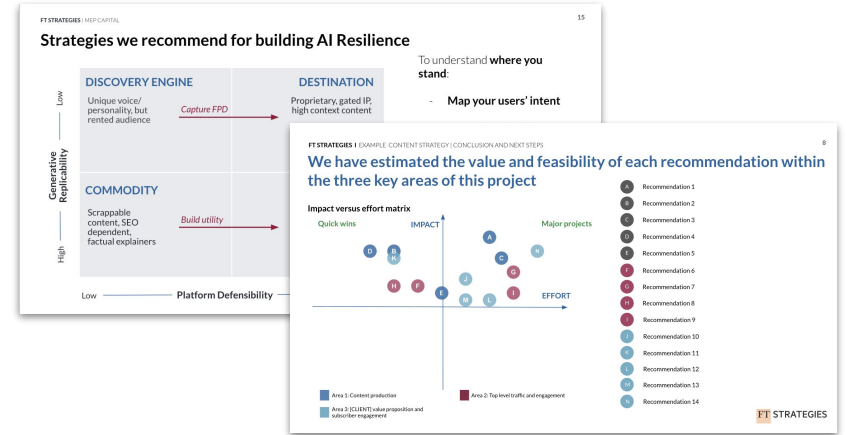 FT STRATEGIES | MEP CAPITAL
15
Strategies we recommend for building AI Resilience
To understand where you
stand:
- Map your users' intent
Generative
Replicability
Low
High
DISCOVERY ENGINE
Unique voice/
personality, but
rented audience
Capture FPD
DESTINATION
Proprietary, gated IP,
high context content
COMMODITY
Scrappable
content, SEO
dependent,
factual explainers
Build utility
Low
Platform Defensibility
FT STRATEGIES I EXAMPLE CONTENT STRATEGY | CONCLUSION AND NEXT STEPS
8
We have estimated the value and feasibility of each recommendation within
the three key areas of this project
Impact versus effort matrix
Quick wins
IMPACT
Major projects
EFFORT
A
D
B
K
C
N
G
J
H
F
E
M
L
I
A Recommendation 1
B Recommendation 2
C Recommendation 3
D Recommendation 4
E Recommendation 5
F Recommendation 6
G Recommendation 7
H Recommendation 8
I Recommendation 9
J Recommendation 10
K Recommendation 11
L Recommendation 12
M Recommendation 13
N Recommendation 14
Area 1: Content production
Area 2: Top level traffic and engagement
Area 3: [CLIENT] value proposition and
subscriber engagement
FT STRATEGIES